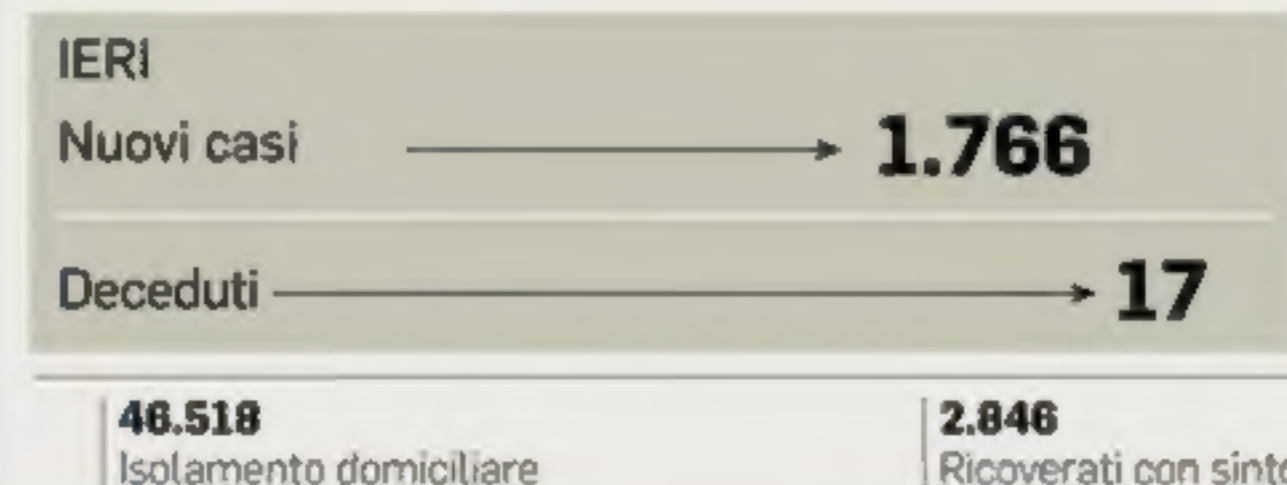 IERI
Nuovi casi 1.766
Deceduti 17
46.518 2.846
Isolamento domiciliare Ricoverati con